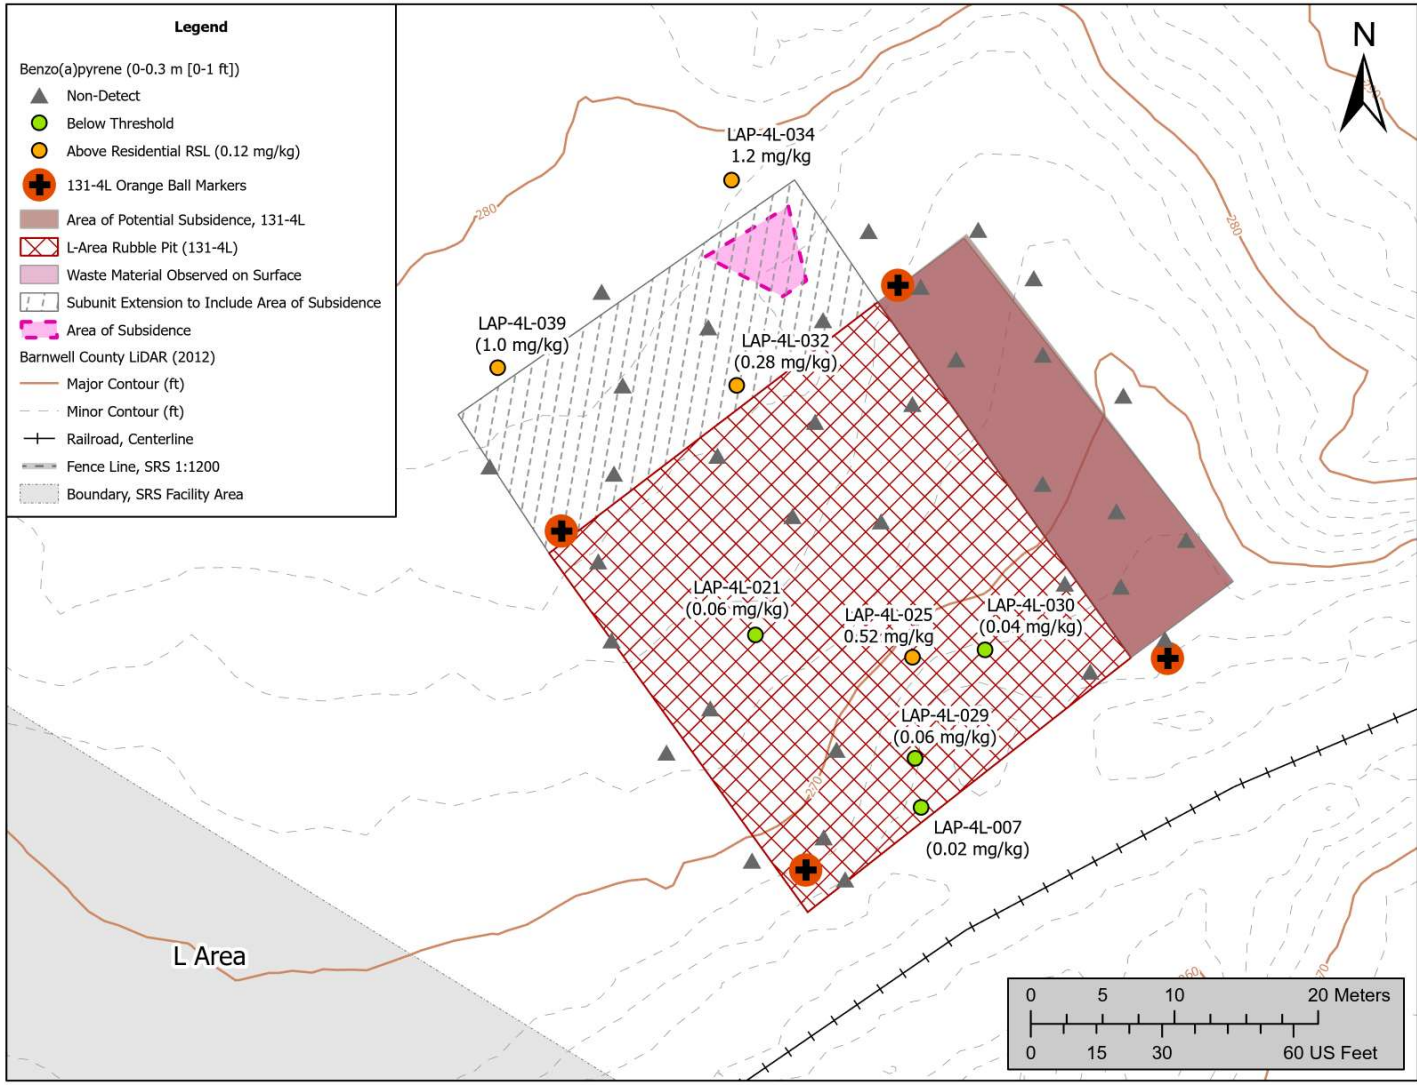 Legend
Benzo(a)pyrene (0-0.3 m [0-1 ft])
Non-Detect
Below Threshold
Above Residential RSL (0.12 mg/kg)
131-4L Orange Ball Markers
Area of Potential Subsidence, 131-4L
L-Area Rubble Pit (131-4L)
Waste Material Observed on Surface
Subunit Extension to Include Area of Subsidence
Area of Subsidence
Barnwell County LiDAR (2012)
Major Contour (ft)
Minor Contour (ft)
Railroad, Centerline
Fence Line, SRS 1:1200
Boundary, SRS Facility Area
N
LAP-4L-034
1.2 mg/kg
280
280
LAP-4L-039
(1.0 mg/kg)
LAP-4L-032
(0.28 mg/kg)
LAP-4L-021
(0.06 mg/kg)
LAP-4L-025
0.52 mg/kg
LAP-4L-030
(0.04 mg/kg)
LAP-4L-029
(0.06 mg/kg)
270
LAP-4L-007
(0.02 mg/kg)
L Area
0 5 10 20 Meters
0 15 30 60 US Feet